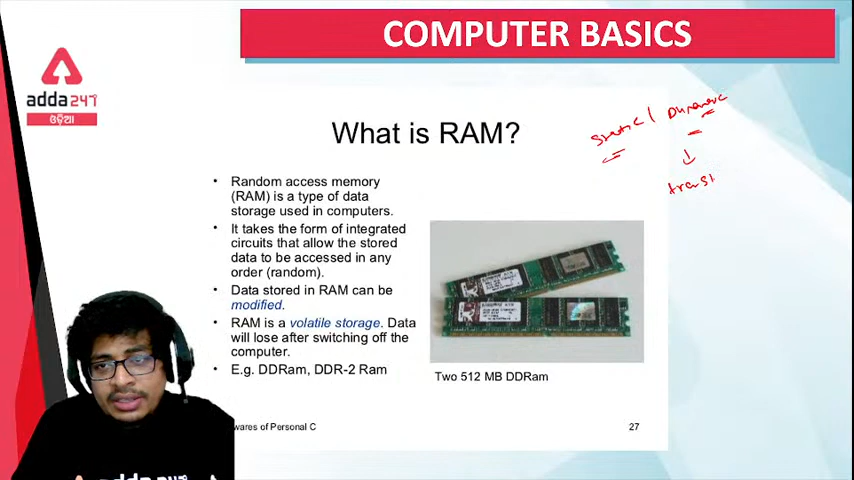 COMPUTER BASICS
adda247
ଓଡ଼ିଆ
What is RAM?
static / Dynamic
transi
• Random access memory
(RAM) is a type of data
storage used in computers.
• It takes the form of integrated
circuits that allow the stored
data to be accessed in any
order (random).
• Data stored in RAM can be
modified.
• RAM is a volatile storage. Data
will lose after switching off the
computer.
• E.g. DDRam, DDR-2 Ram
Two 512 MB DDRam
wares of Personal C
27
adda247